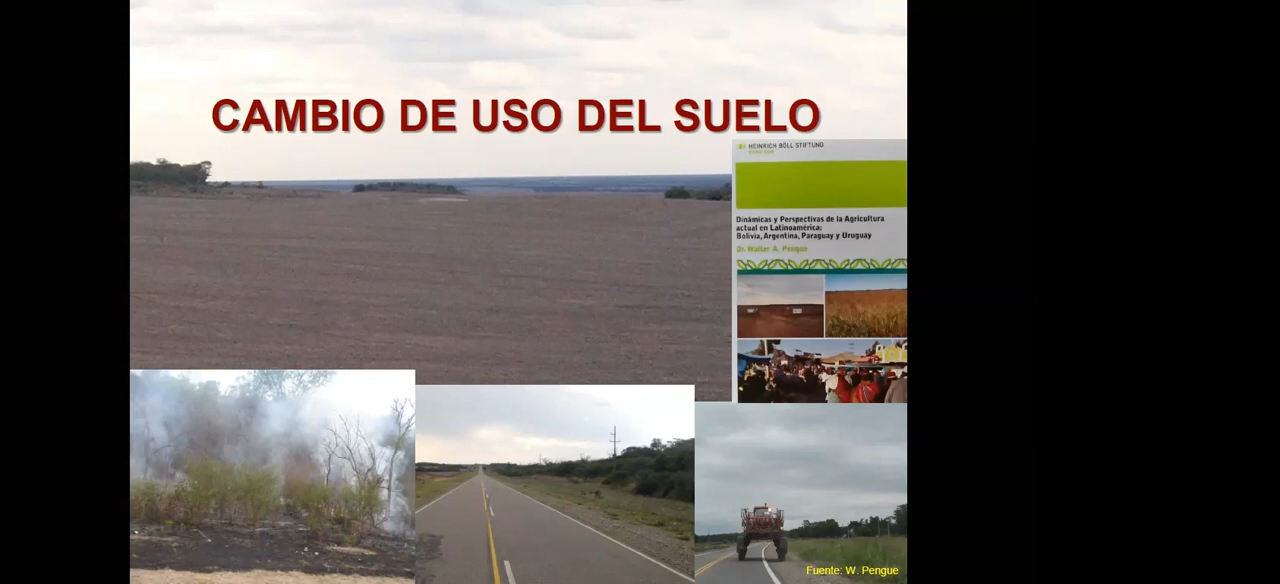 CAMBIO DE USO DEL SUELO
HEINRICH BÖLL STIFTUNG
Dinámicas y Perspectivas de la Agricultura
actual en Latinoamérica:
Bolivia, Argentina, Paraguay y Uruguay
Dr. Walter A. Pengue
Fuente: W. Pengue